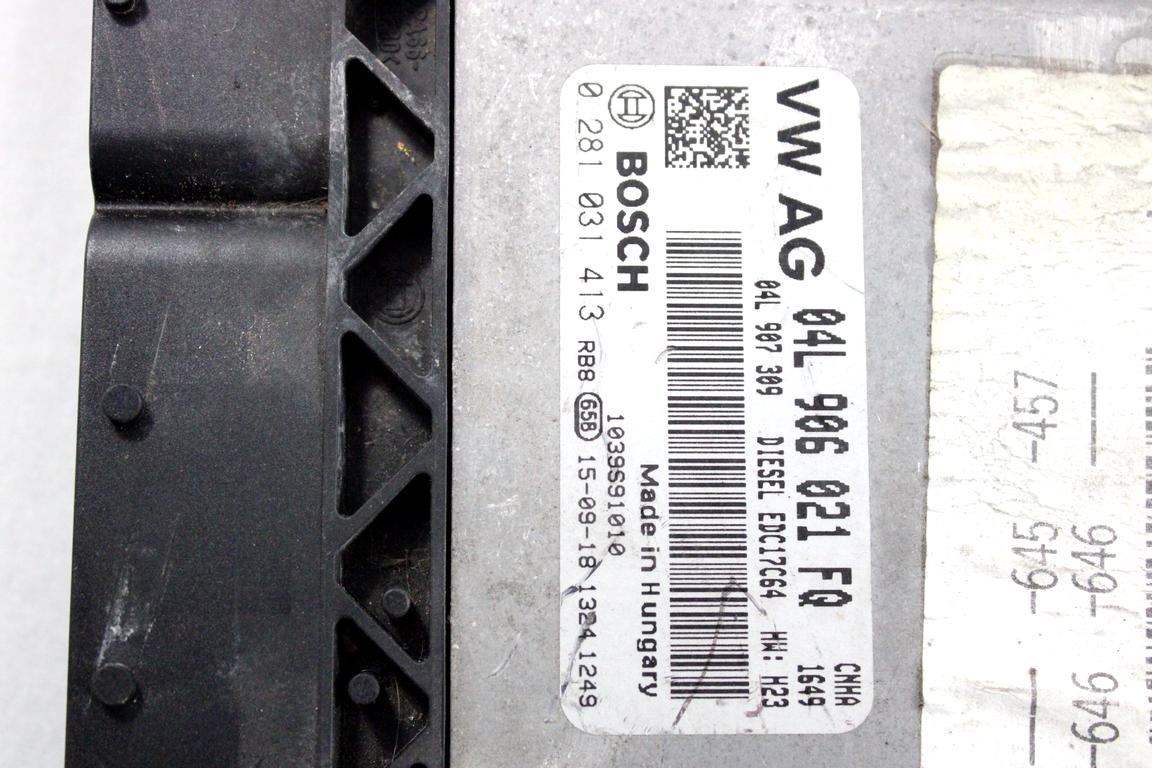 VW AG 04L 906 021 FQ CNHA
04L 907 309 DIESEL EDC17C64 HW: H23 1649
BOSCH Made in Hungary
1039S91010
0 281 031 413 RB8 65B 15-09-18 1324 1249
-457
-645
-646
-646